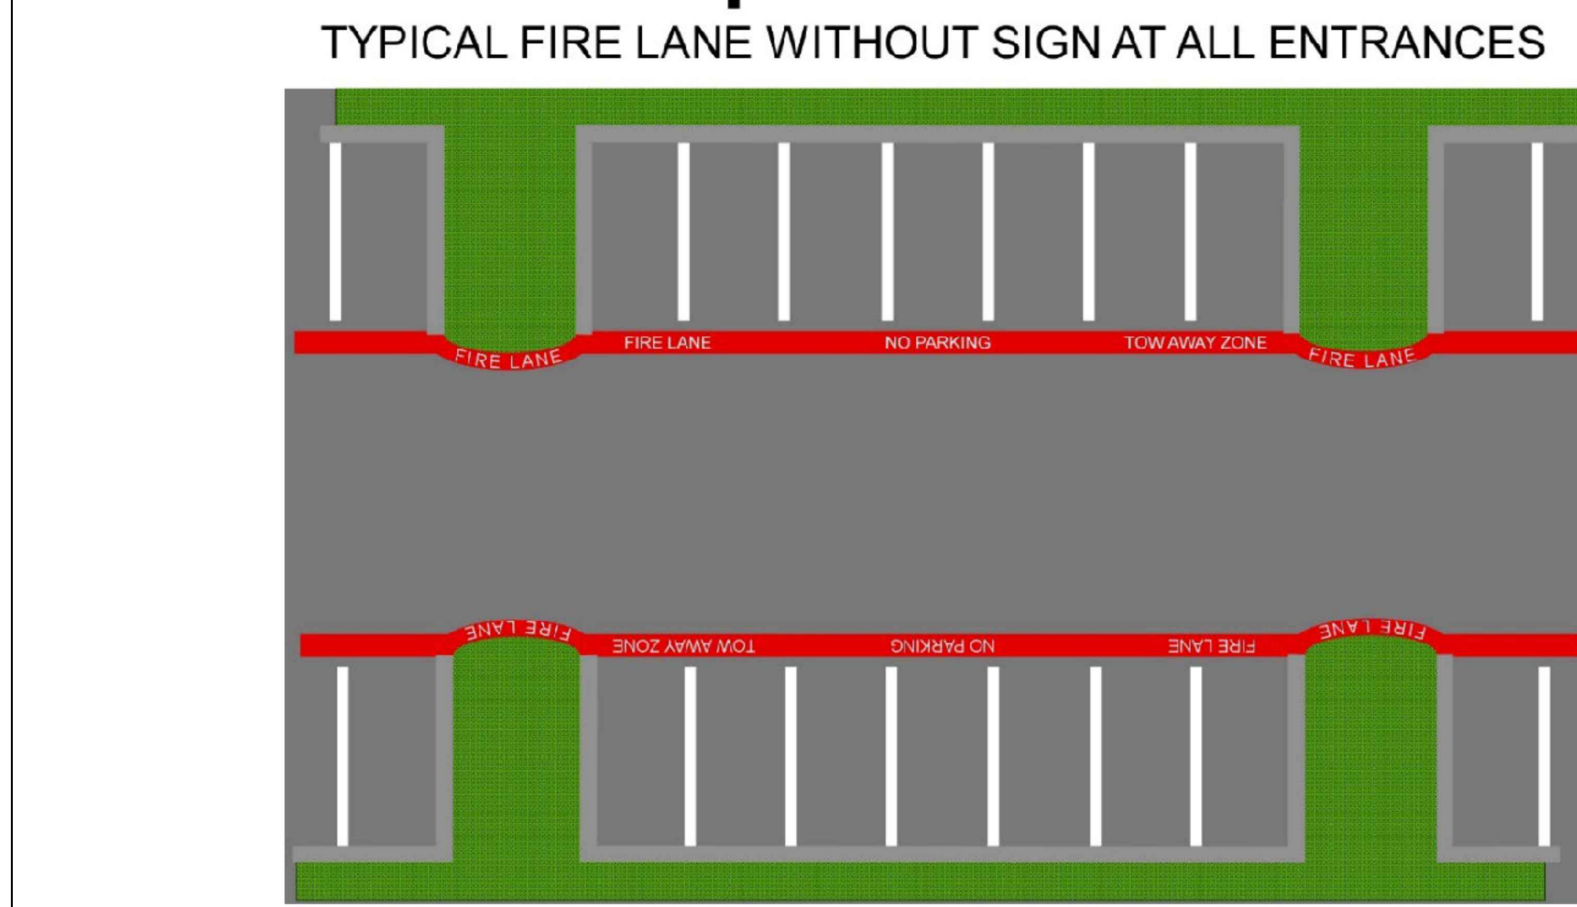 TYPICAL FIRE LANE WITHOUT SIGN AT ALL ENTRANCES
FIRE LANE NO PARKING TOW AWAY ZONE
FIRE LANE FIRE LANE
FIRE LANE FIRE LANE
TOW AWAY ZONE NO PARKING FIRE LANE